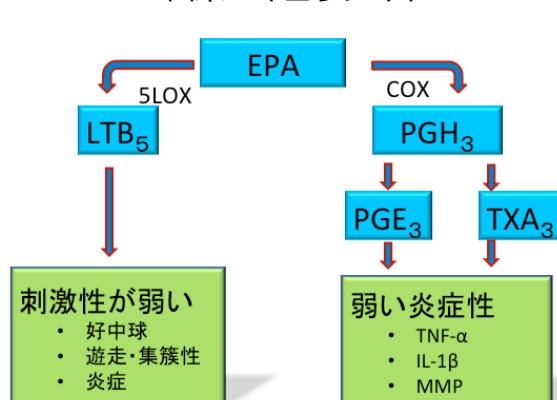 EPA
5LOX
COX
LTB₅
PGH₃
PGE₃
TXA₃
刺激性が弱い
• 好中球
• 遊走・集簇性
• 炎症
弱い炎症性
• TNF-α
• IL-1β
• MMP